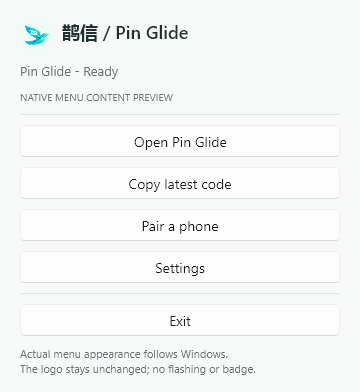 鹊信 / Pin Glide
Pin Glide - Ready
NATIVE MENU CONTENT PREVIEW
Open Pin Glide
Copy latest code
Pair a phone
Settings
Exit
Actual menu appearance follows Windows.
The logo stays unchanged; no flashing or badge.